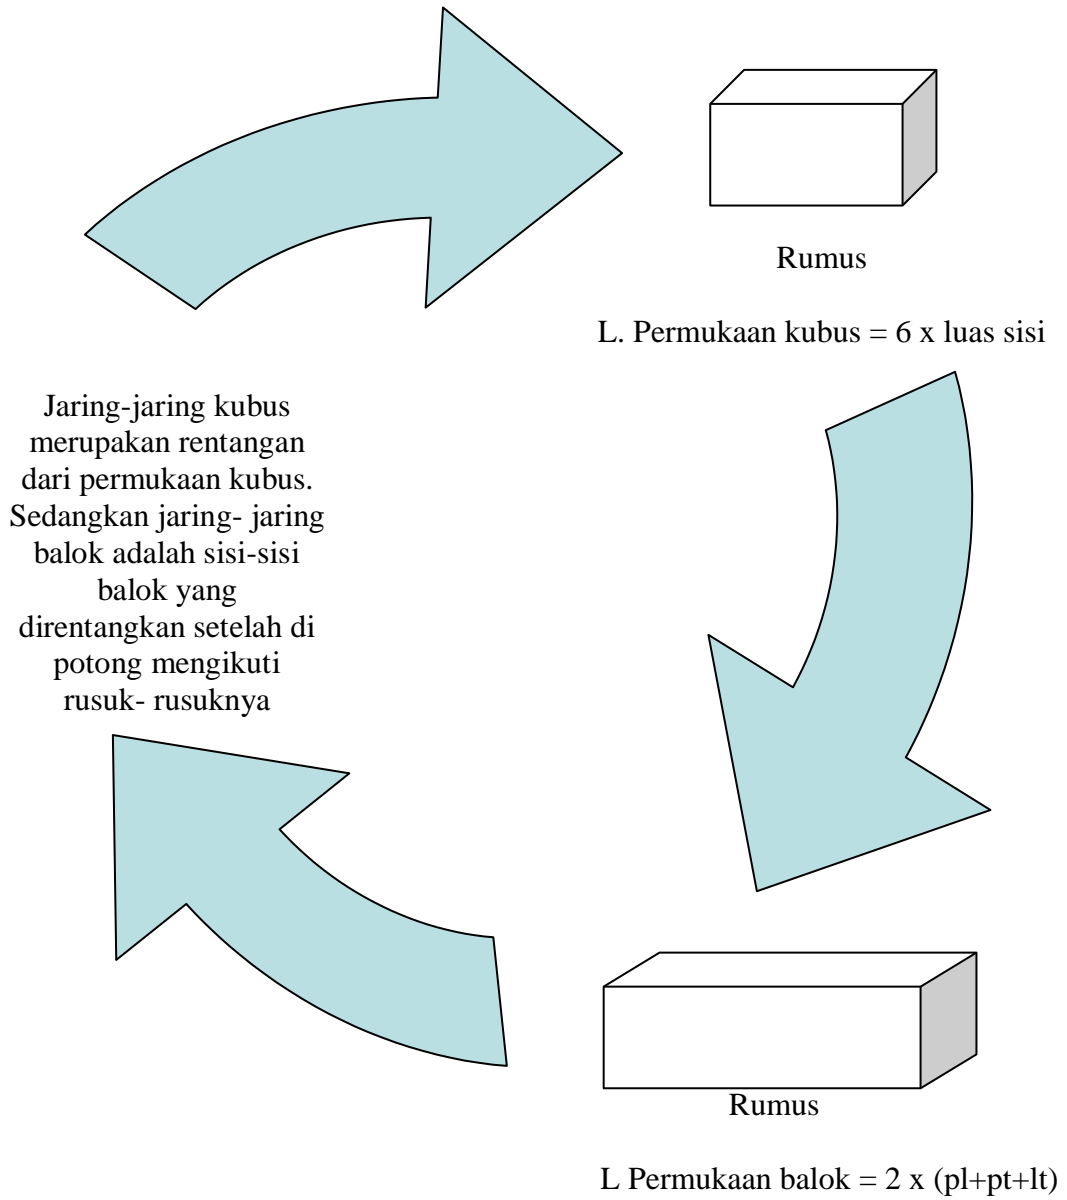 Rumus
L. Permukaan kubus = 6 x luas sisi
Jaring-jaring kubus
merupakan rentangan
dari permukaan kubus.
Sedangkan jaring- jaring
balok adalah sisi-sisi
balok yang
direntangkan setelah di
potong mengikuti
rusuk- rusuknya
Rumus
L Permukaan balok = 2 x (pl+pt+lt)